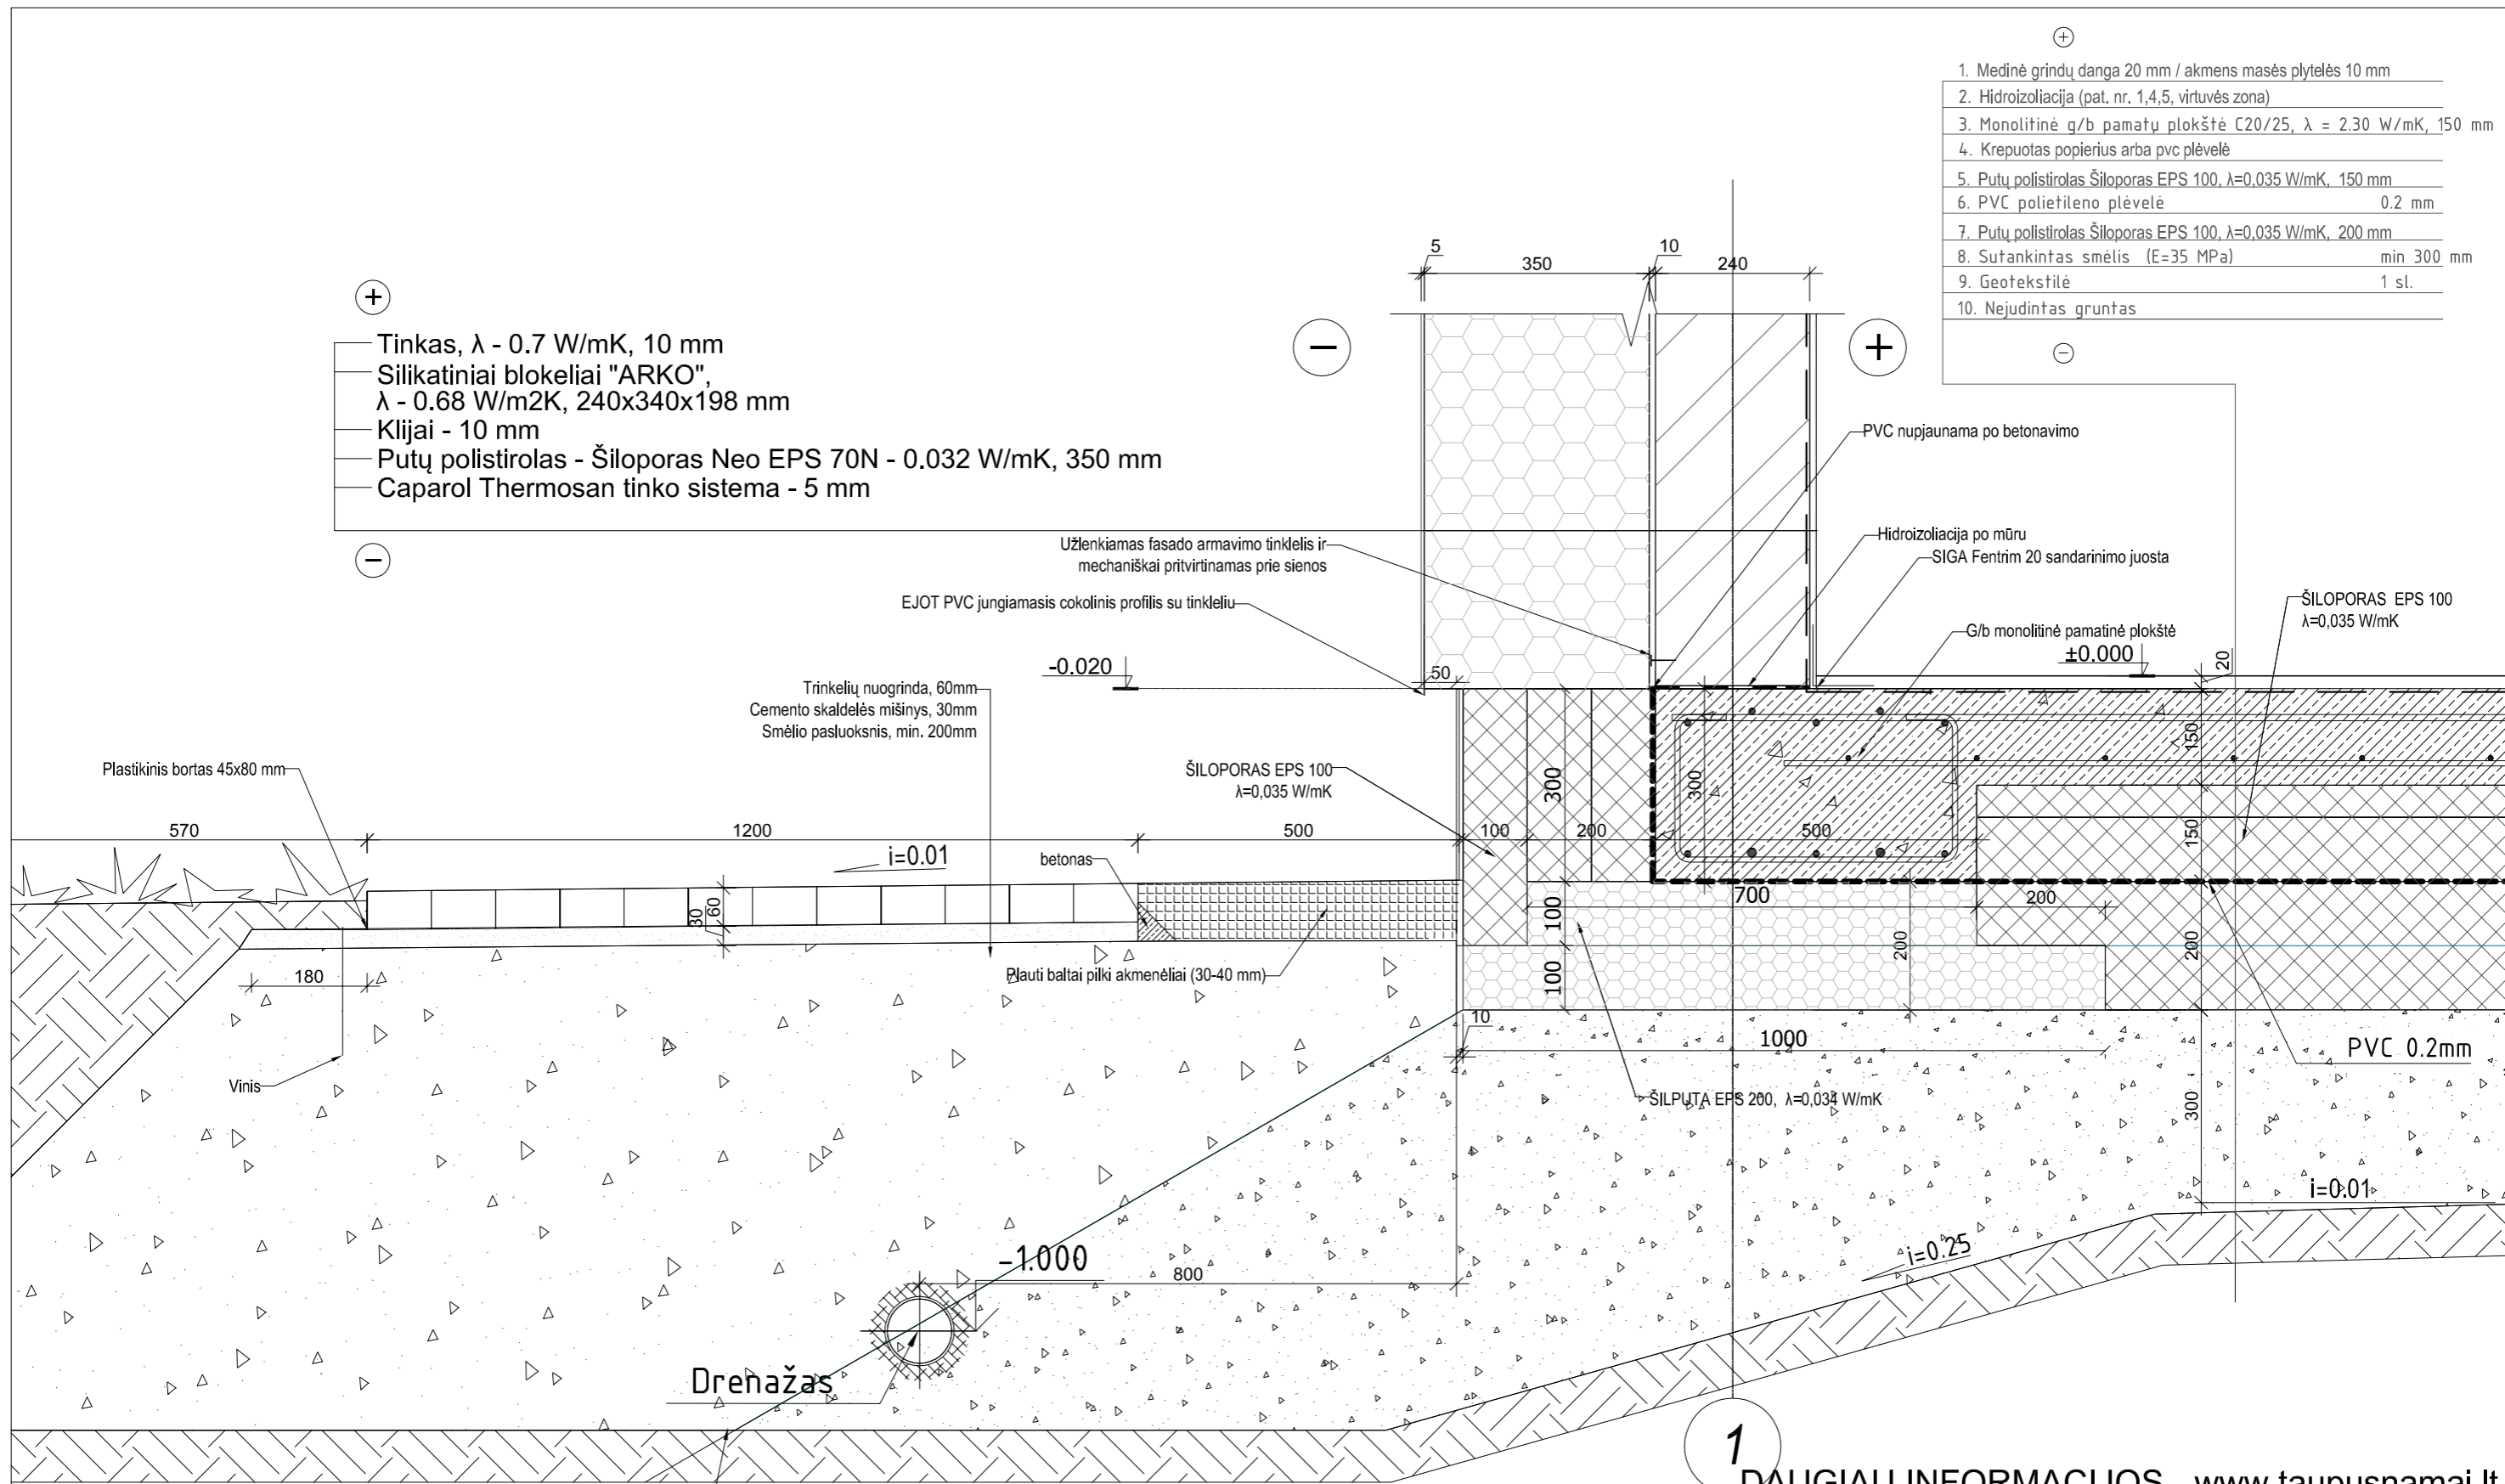 1. Medinė grindų danga 20 mm / akmens masės plytelės 10 mm
2. Hidroizoliacija (pat. nr. 1,4,5, virtuvės zona)
3. Monolitinė g/b pamatų plokštė C20/25, λ = 2.30 W/mK, 150 mm
4. Krepuotas popierius arba pvc plėvelė
5. Putų polistirolas Šiloporas EPS 100, λ=0,035 W/mK, 150 mm
6. PVC polietileno plėvelė 0.2 mm
7. Putų polistirolas Šiloporas EPS 100, λ=0,035 W/mK, 200 mm
8. Sutankintas smėlis (E=35 MPa) min 300 mm
9. Geotekstilė 1 sl.
10. Nejudintas gruntas
5
350
10
240
Tinkas, λ - 0.7 W/mK, 10 mm
Silikatiniai blokeliai "ARKO",
λ - 0.68 W/m2K, 240x340x198 mm
Klijai - 10 mm
Putų polistirolas - Šiloporas Neo EPS 70N - 0.032 W/mK, 350 mm
Caparol Thermosan tinko sistema - 5 mm
PVC nupjaunama po betonavimo
Užlenkiamas fasado armavimo tinklelis ir
mechaniškai pritvirtinamas prie sienos
Hidroizoliacija po mūru
SIGA Fentrim 20 sandarinimo juosta
EJOT PVC jungiamasis cokolinis profilis su tinkleliu
ŠILOPORAS EPS 100
λ=0,035 W/mK
G/b monolitinė pamatinė plokštė
±0.000
20
-0.020
50
Trinkelių nuogrinda, 60mm
Cemento skaldelės mišinys, 30mm
Smėlio pasluoksnis, min. 200mm
Plastikinis bortas 45x80 mm
ŠILOPORAS EPS 100
λ=0,035 W/mK
300
300
150
570
1200
500
100
200
500
150
i=0.01
betonas
30
60
700
200
100
200
200
180
Plauti baltai pilki akmenėliai (30-40 mm)
100
10
1000
PVC 0.2mm
Vinis
ŠILPUTA EPS 200, λ=0,034 W/mK
300
i=0.01
i=0.25
-1.000
800
Drenažas
1
DAUGIAU INFORMACIJOS - www.taupusnamai.lt